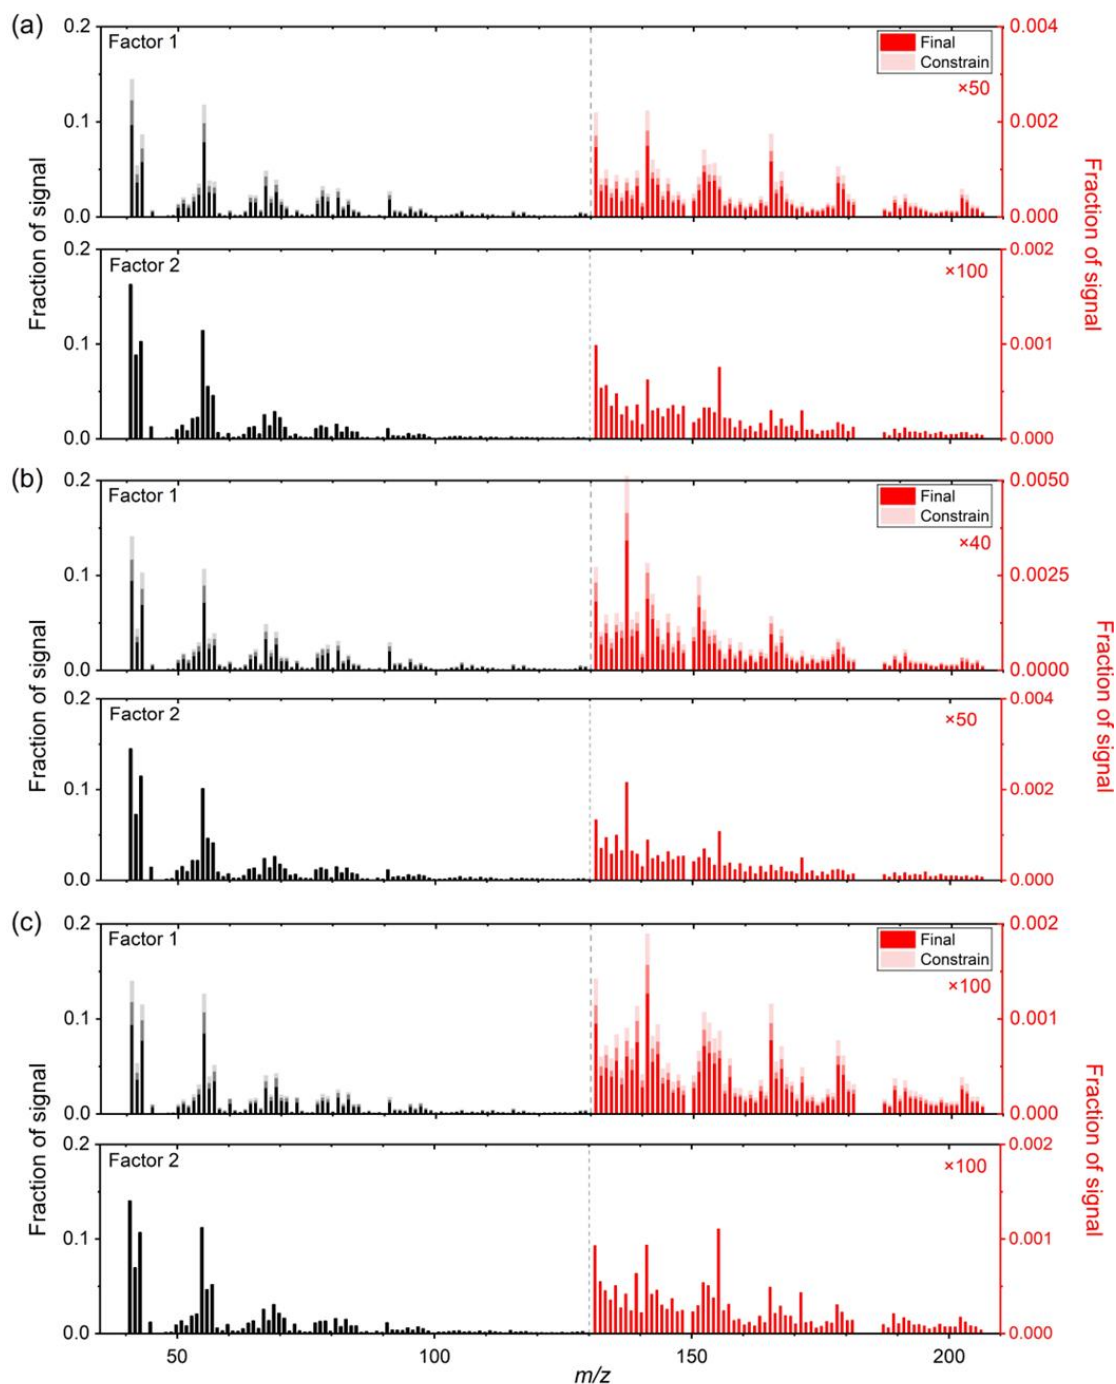 (a)
Factor 1
Final
Constrain
×50
0.2
0.1
0.0
0.004
0.002
0.000
Factor 2
×100
0.2
0.1
0.0
0.002
0.001
0.000
Fraction of signal
Fraction of signal
(b)
Factor 1
Final
Constrain
×40
0.2
0.1
0.0
0.0050
0.0025
0.0000
Factor 2
×50
0.2
0.1
0.0
0.004
0.002
0.000
Fraction of signal
Fraction of signal
(c)
Factor 1
Final
Constrain
×100
0.2
0.1
0.0
0.002
0.001
0.000
Factor 2
×100
0.2
0.1
0.0
0.002
0.001
0.000
Fraction of signal
Fraction of signal
50
100
150
200
m/z